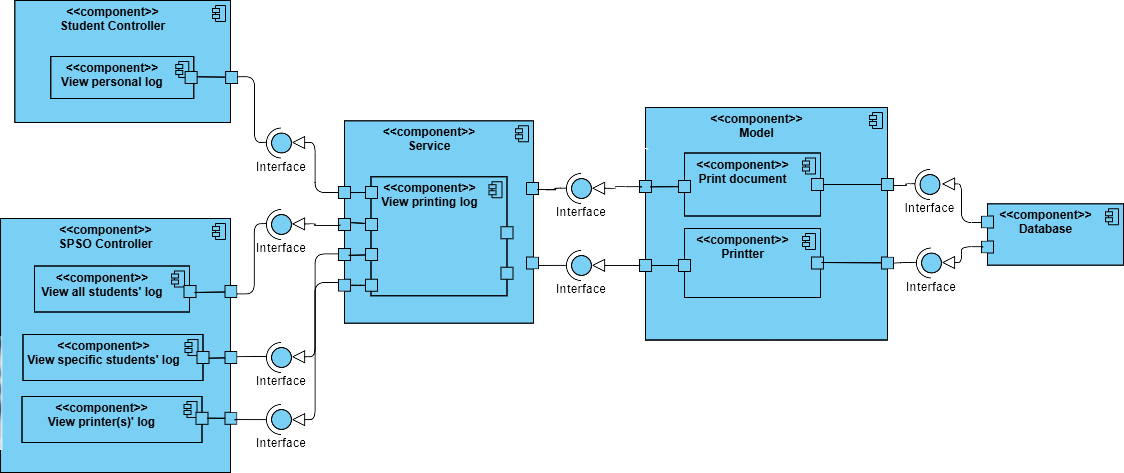 <<component>>
Student Controller
<<component>>
View personal log
Interface
<<component>>
SPSO Controller
<<component>>
View all students' log
<<component>>
View specific students' log
<<component>>
View printer(s)' log
Interface
Interface
Interface
<<component>>
Service
<<component>>
View printing log
Interface
Interface
<<component>>
Model
<<component>>
Print document
<<component>>
Printter
Interface
Interface
<<component>>
Database